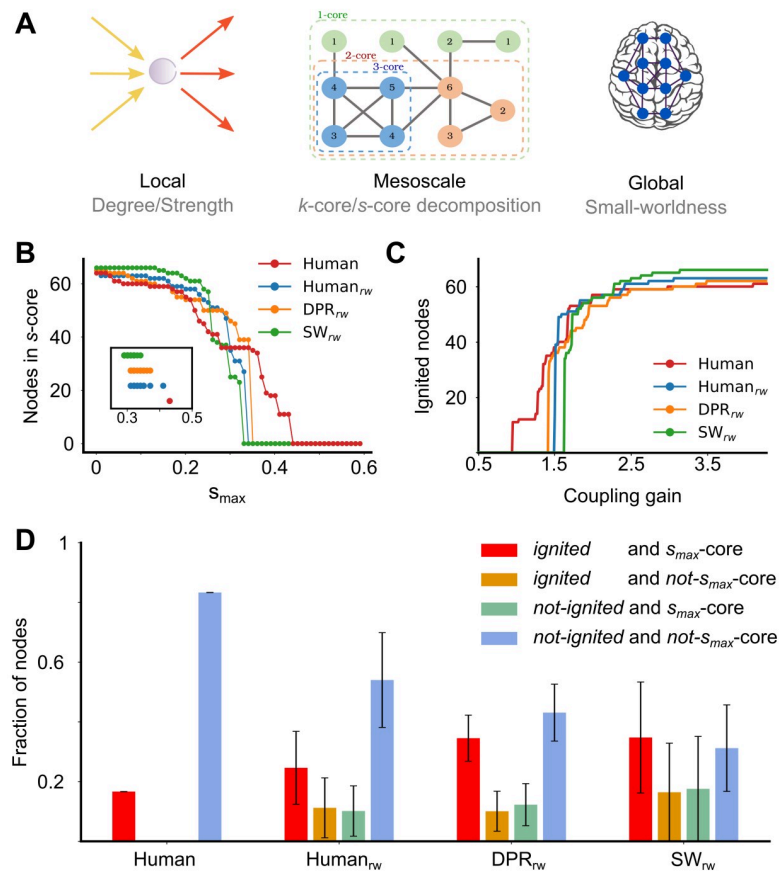 A
1-core
2-core
3-core
1
1
2
1
4
5
6
2
3
4
3
Local
Degree/Strength
Mesoscale
k-core/s-core decomposition
Global
Small-worldness
B
Nodes in s-core
60
40
20
0
0.0
0.2
0.4
0.6
s_max
Human
Human_rw
DPR_rw
SW_rw
0.3
0.5
C
Ignited nodes
60
40
20
0.5
1.5
2.5
3.5
Coupling gain
Human
Human_rw
DPR_rw
SW_rw
D
Fraction of nodes
1
0.6
0.2
ignited and s_max-core
ignited and not-s_max-core
not-ignited and s_max-core
not-ignited and not-s_max-core
Human
Human_rw
DPR_rw
SW_rw